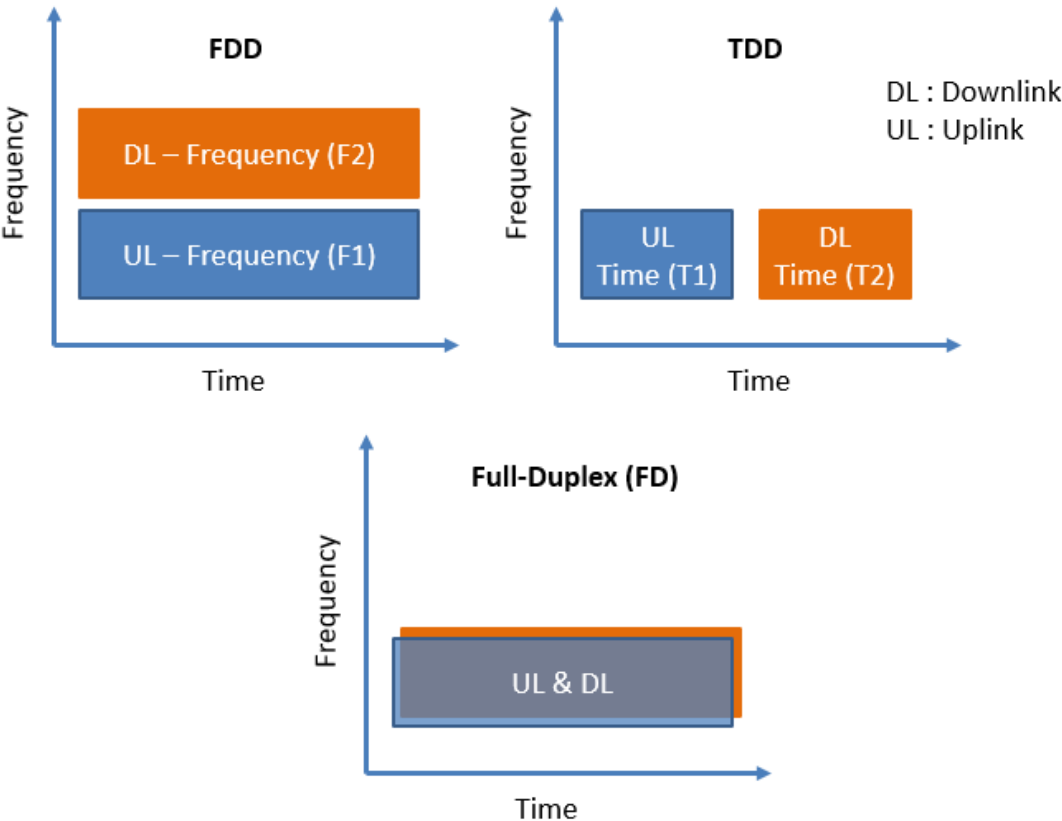 FDD
Frequency
DL – Frequency (F2)
UL – Frequency (F1)
Time
TDD
DL : Downlink
UL : Uplink
Frequency
UL
Time (T1)
DL
Time (T2)
Time
Full-Duplex (FD)
Frequency
UL & DL
Time